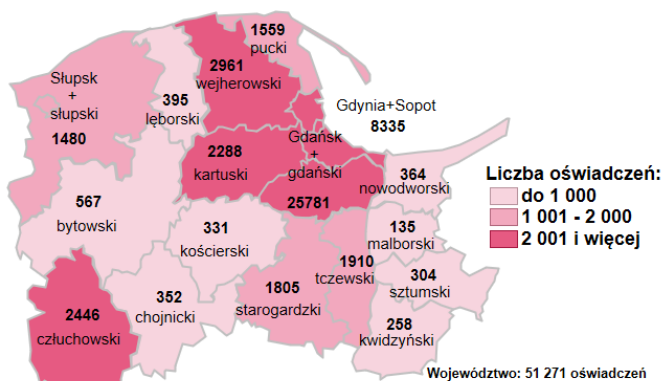 1559
pucki
2961
wejherowski
Słupsk
+
słupski
1480
395
lęborski
Gdynia+Sopot
8335
2288
kartuski
Gdańsk
+
gdański
25781
364
nowodworski
Liczba oświadczeń:
do 1 000
1 001 - 2 000
2 001 i więcej
567
bytowski
331
kościerski
135
malborski
1910
tczewski
304
sztumski
1805
starogardzki
352
chojnicki
2446
człuchowski
258
kwidzyński
Województwo: 51 271 oświadczeń